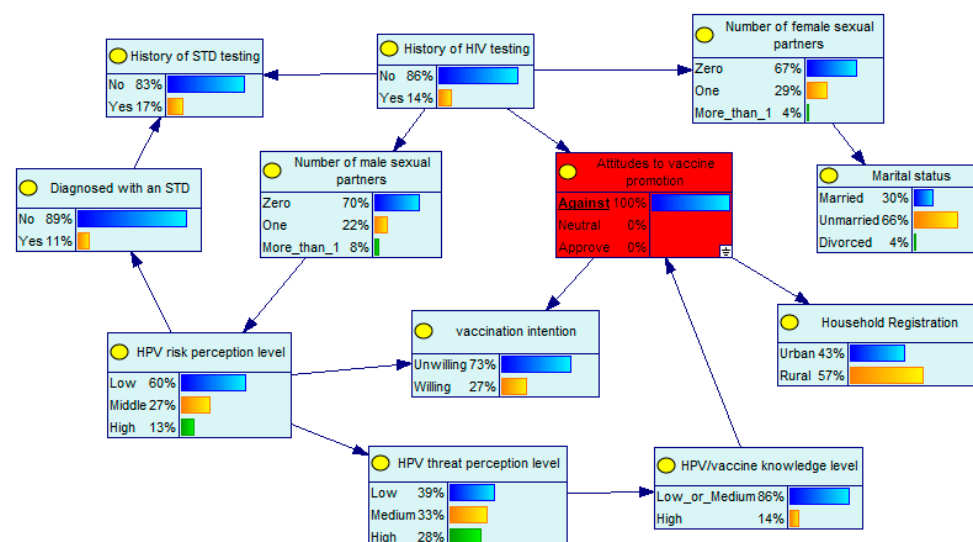 History of STD testing
No 83%
Yes 17%
History of HIV testing
No 86%
Yes 14%
Number of female sexual
partners
Zero 67%
One 29%
More_than_1 4%
Diagnosed with an STD
No 89%
Yes 11%
Number of male sexual
partners
Zero 70%
One 22%
More_than_1 8%
Attitudes to vaccine
promotion
Against 100%
Neutral 0%
Approve 0%
Marital status
Married 30%
Unmarried 66%
Divorced 4%
HPV risk perception level
Low 60%
Middle 27%
High 13%
vaccination intention
Unwilling 73%
Willing 27%
Household Registration
Urban 43%
Rural 57%
HPV threat perception level
Low 39%
Medium 33%
High 28%
HPV/vaccine knowledge level
Low_or_Medium 86%
High 14%